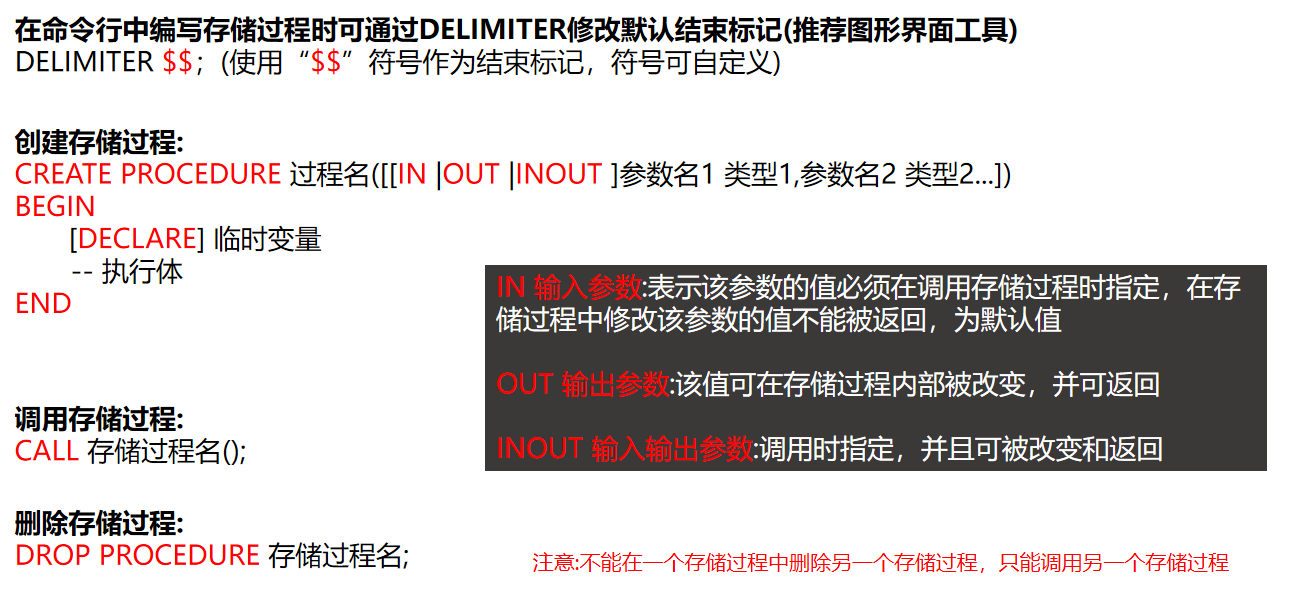 在命令行中编写存储过程时可通过DELIMITER修改默认结束标记(推荐图形界面工具)
DELIMITER $$；(使用“$$”符号作为结束标记，符号可自定义)
创建存储过程:
CREATE PROCEDURE 过程名([[IN |OUT |INOUT ]参数名1 类型1,参数名2 类型2...])
BEGIN
[DECLARE] 临时变量
-- 执行体
END
IN 输入参数:表示该参数的值必须在调用存储过程时指定，在存
储过程中修改该参数的值不能被返回，为默认值
OUT 输出参数:该值可在存储过程内部被改变，并可返回
INOUT 输入输出参数:调用时指定，并且可被改变和返回
调用存储过程:
CALL 存储过程名();
删除存储过程:
DROP PROCEDURE 存储过程名;
注意:不能在一个存储过程中删除另一个存储过程，只能调用另一个存储过程